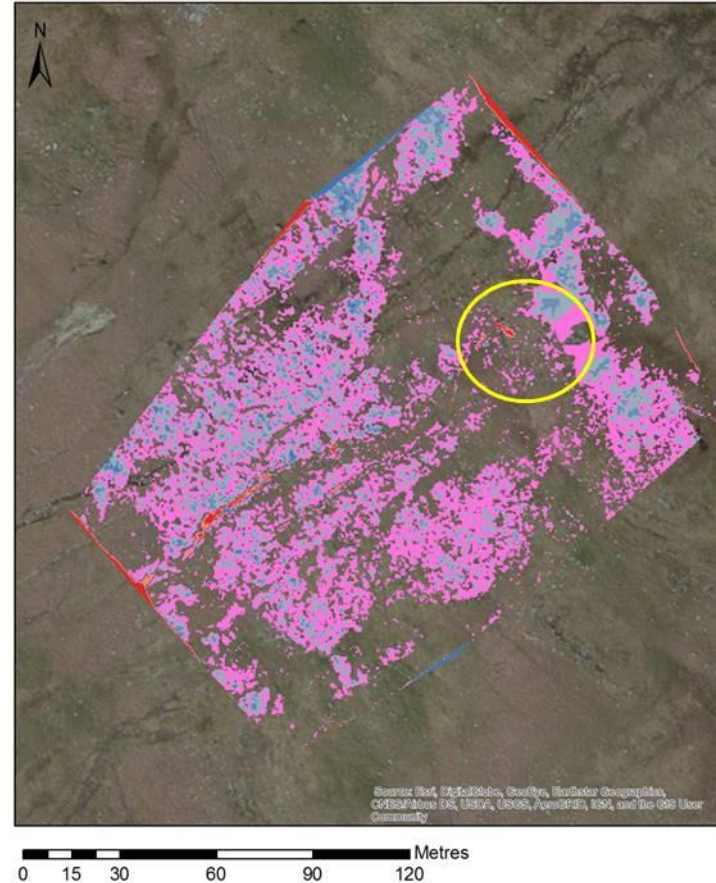 N
Source: Esri, DigitalGlobe, GeoEye, Earthstar Geographics,
CNES/Airbus DS, USDA, USGS, AeroGRID, IGN, and the GIS User
Community
Metres
0 15 30 60 90 120